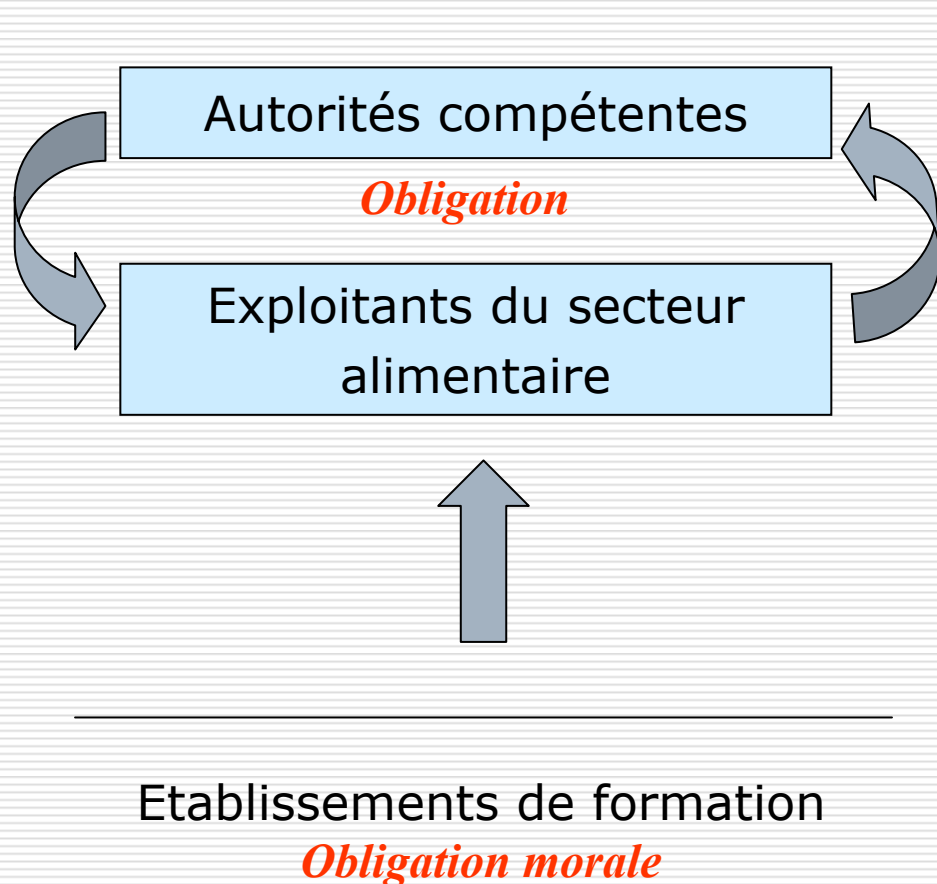 Autorités compétentes
Obligation
Exploitants du secteur
alimentaire
Etablissements de formation
Obligation morale